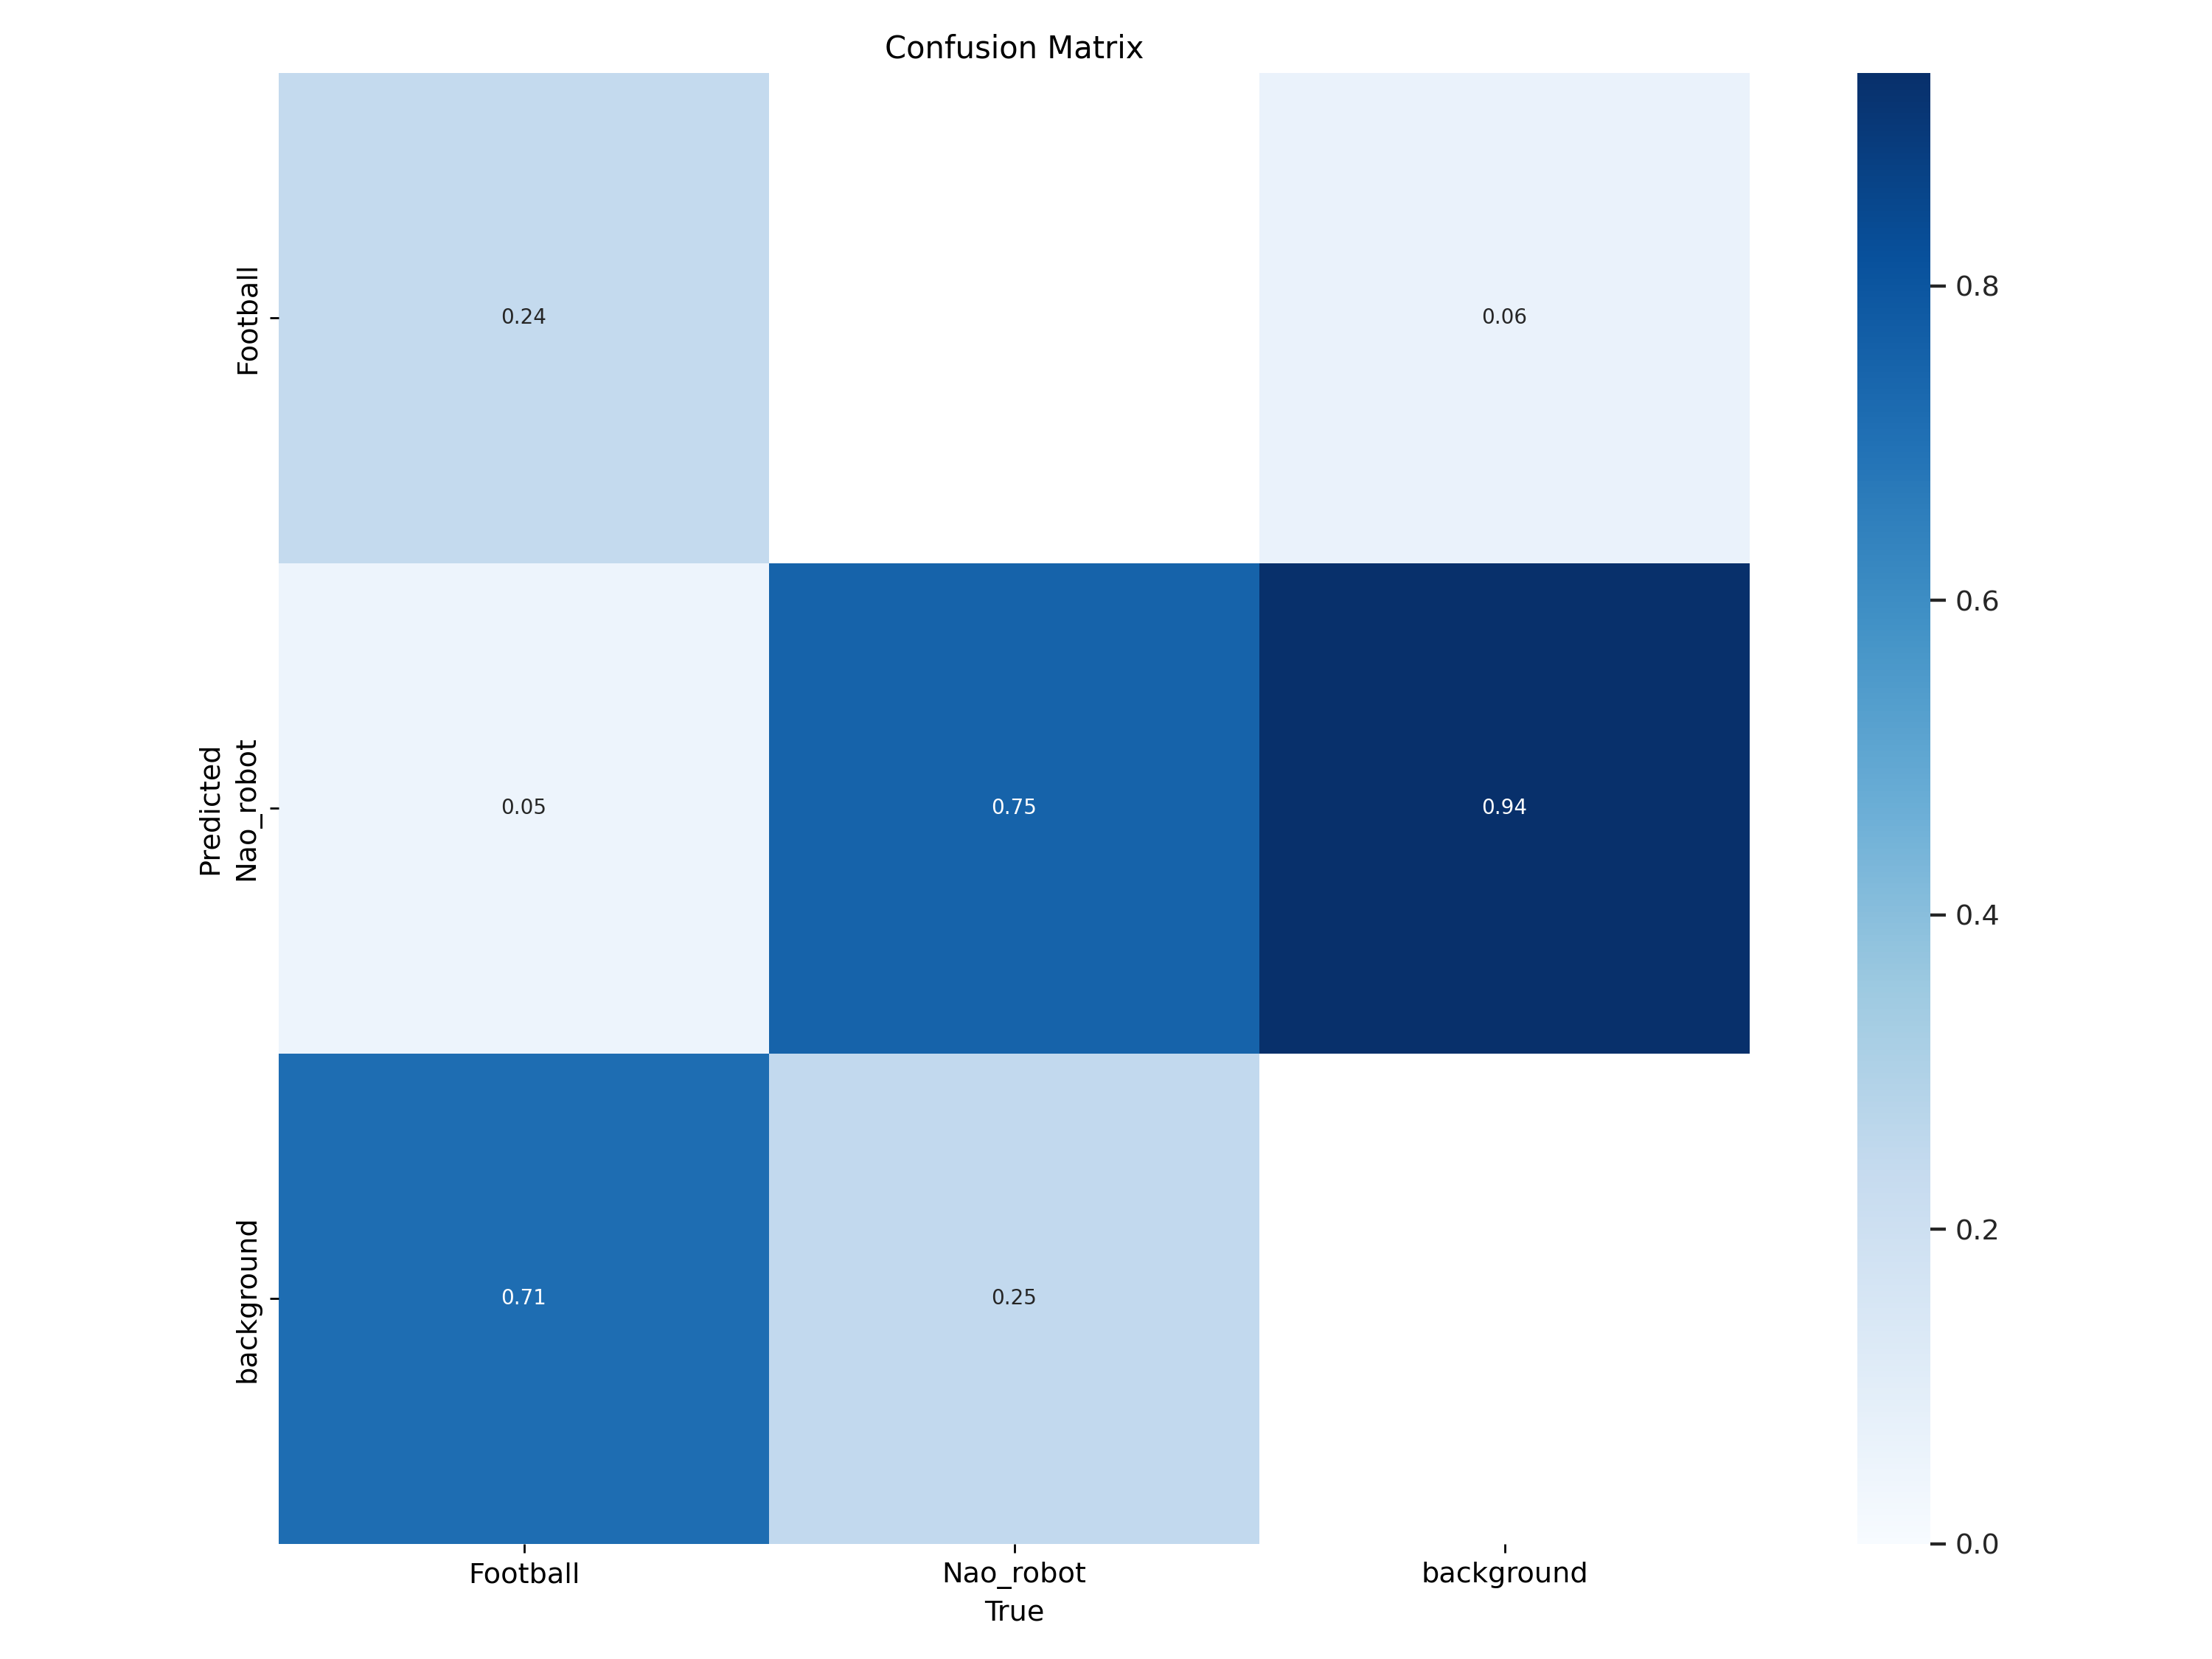 Confusion Matrix
Football
0.24
0.06
0.8
0.6
Predicted
Nao_robot
0.05
0.75
0.94
0.4
background
0.71
0.25
0.2
0.0
Football
Nao_robot
background
True